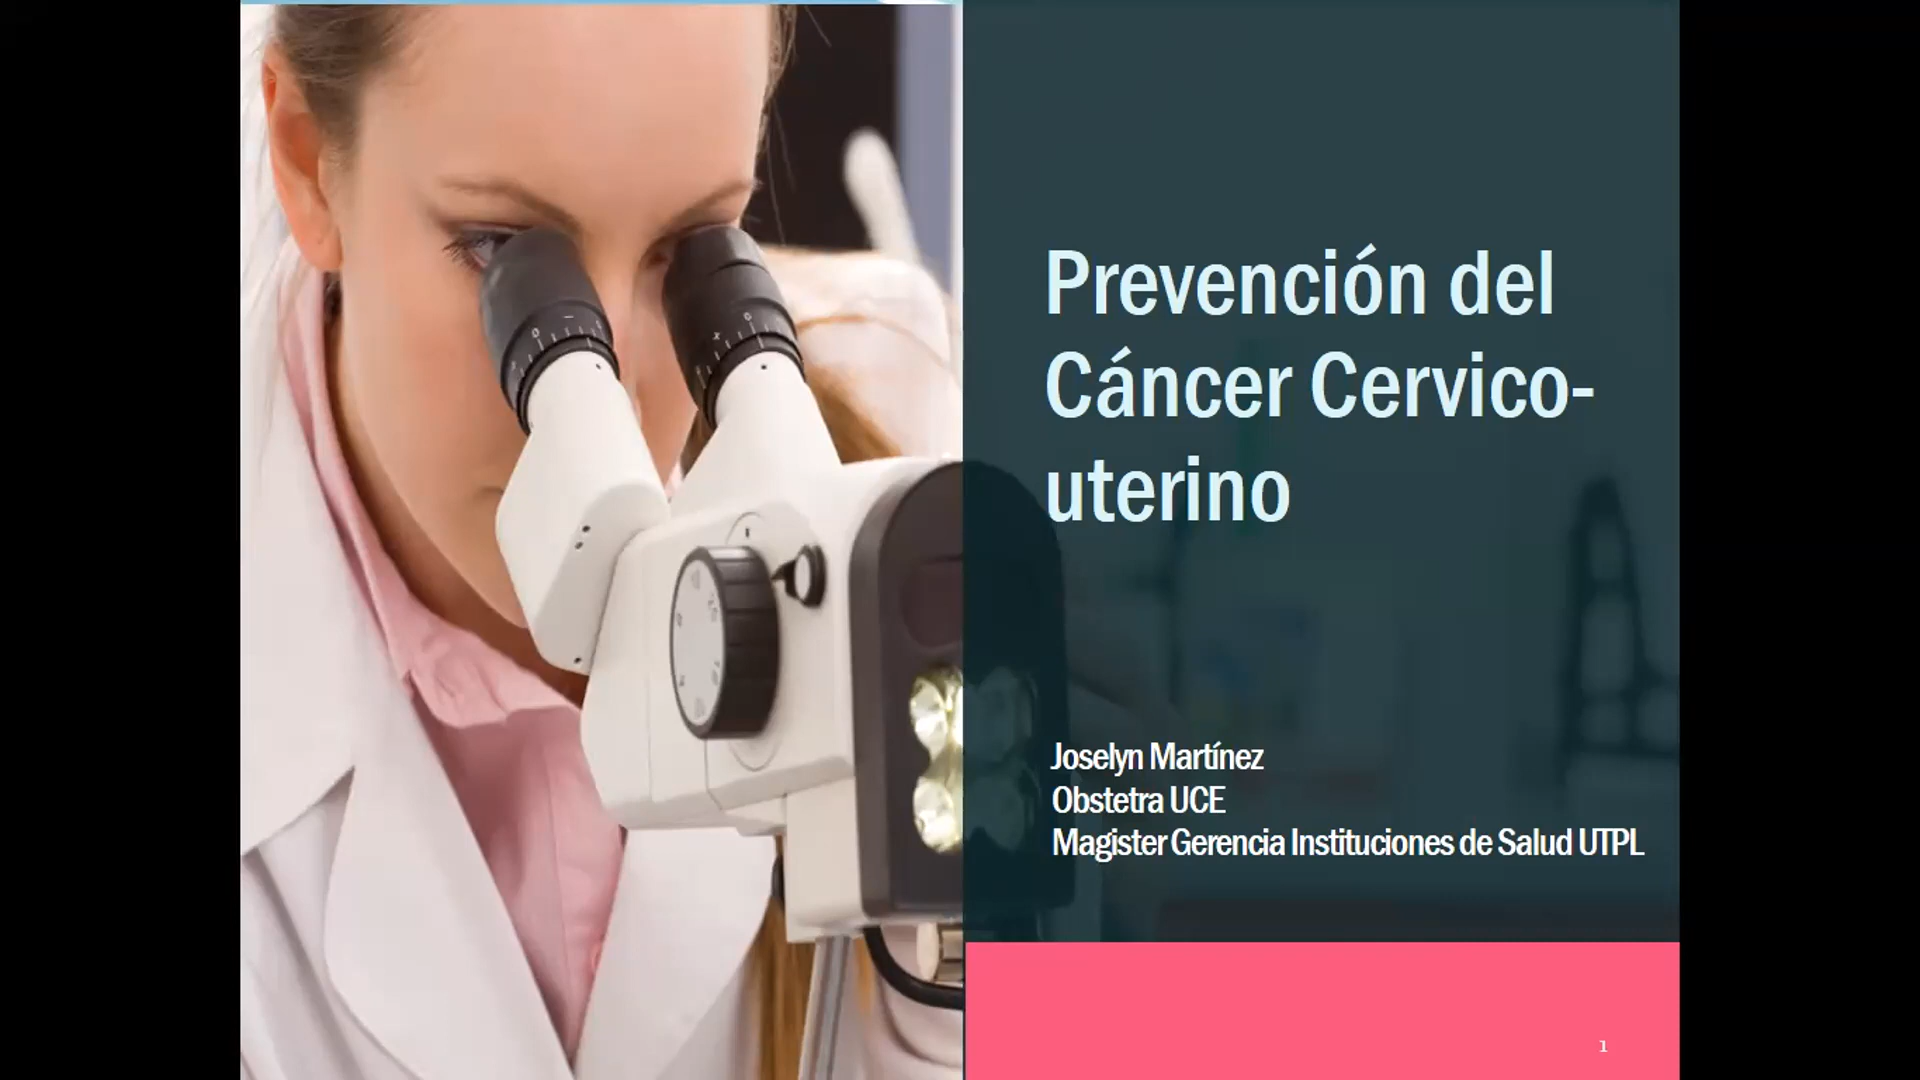 Prevención del
Cáncer Cervico-
uterino
Joselyn Martínez
Obstetra UCE
Magister Gerencia Instituciones de Salud UTPL
1